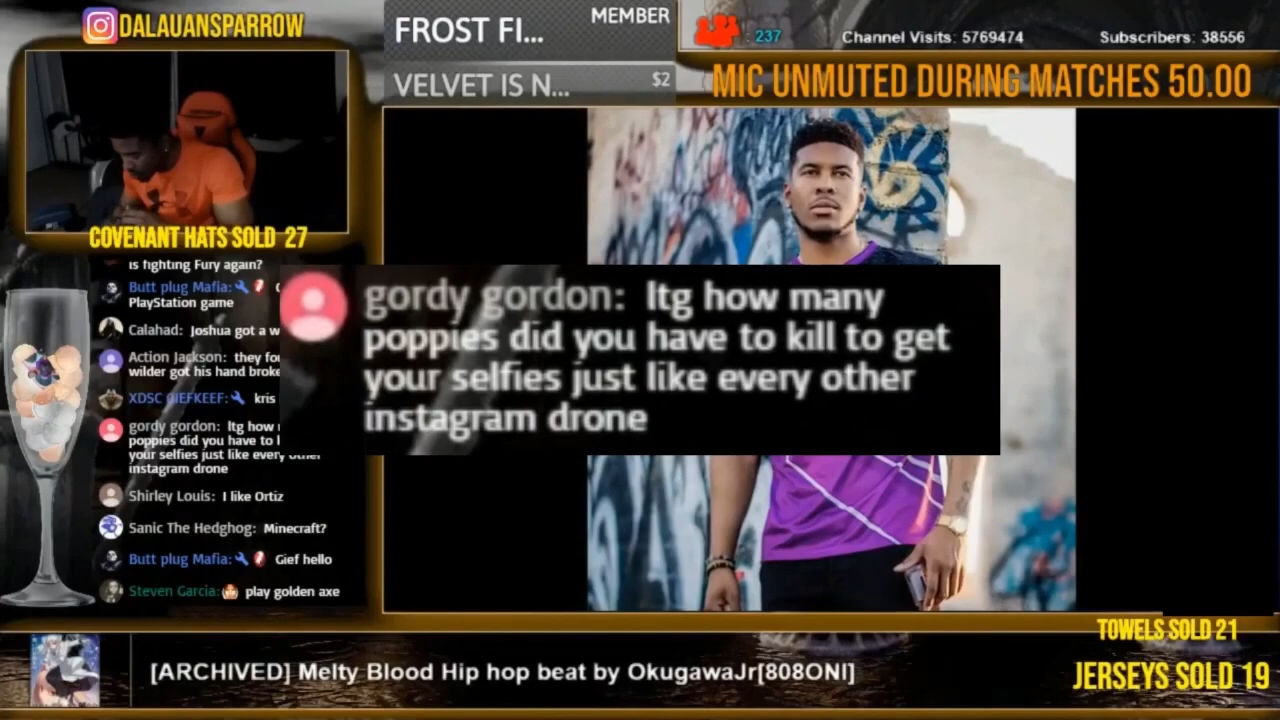 DALAUANSPARROW
FROST FI...
MEMBER
VELVET IS N...
$2
: 237
Channel Visits: 5769474
Subscribers: 38556
MIC UNMUTED DURING MATCHES 50.00
COVENANT HATS SOLD 27
is fighting Fury again?
Butt plug Mafia:
PlayStation game
Calahad: Joshua got a w
Action Jackson: they fo
wilder got his hand broke
XDSC GIEFKEEF: kris
gordy gordon: ltg how
poppies did you have to
your selfies just like every other
instagram drone
Shirley Louis: I like Ortiz
Sanic The Hedghog: Minecraft?
Butt plug Mafia: Gief hello
Steven Garcia: play golden axe
gordy gordon: ltg how many
poppies did you have to kill to get
your selfies just like every other
instagram drone
TOWELS SOLD 21
[ARCHIVED] Melty Blood Hip hop beat by OkugawaJr[808ONI]
JERSEYS SOLD 19